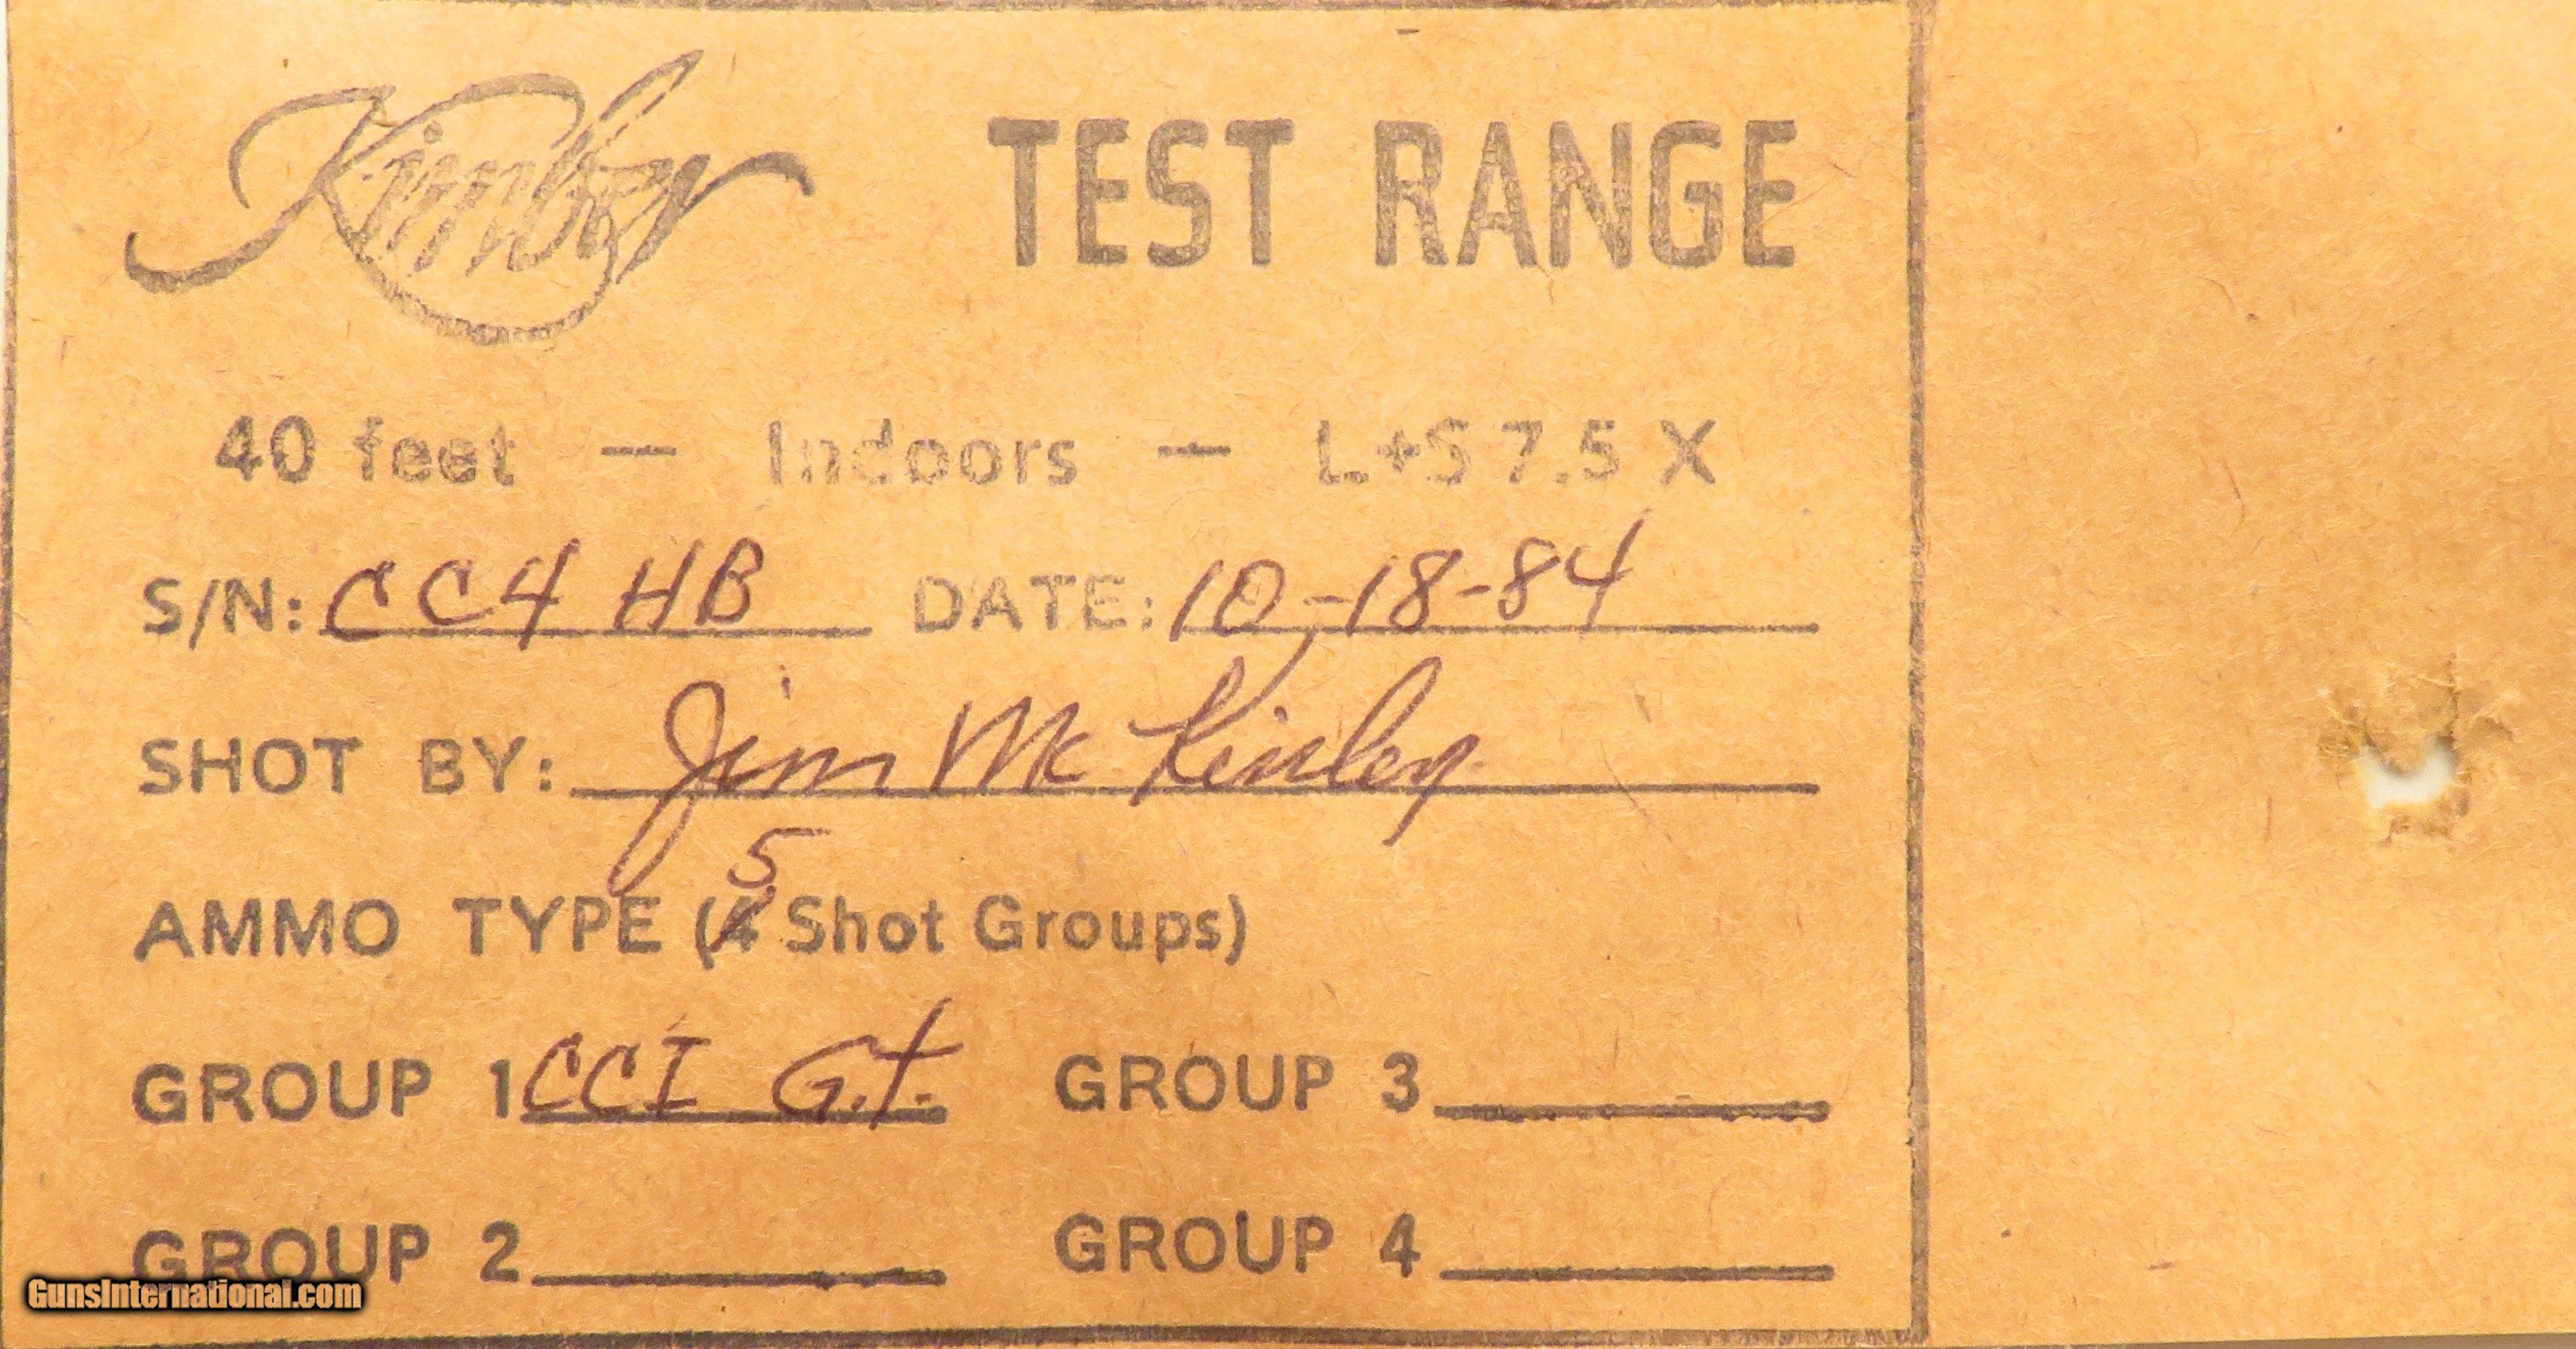 Kimber TEST RANGE
40 feet — Indoors — L+S 7.5 X
S/N: CC4 HB DATE: 10-18-84
SHOT BY: Jim McKinley
5
AMMO TYPE (4 Shot Groups)
GROUP 1 CCI G.t. GROUP 3
GROUP 2 GROUP 4
GunsInternational.com